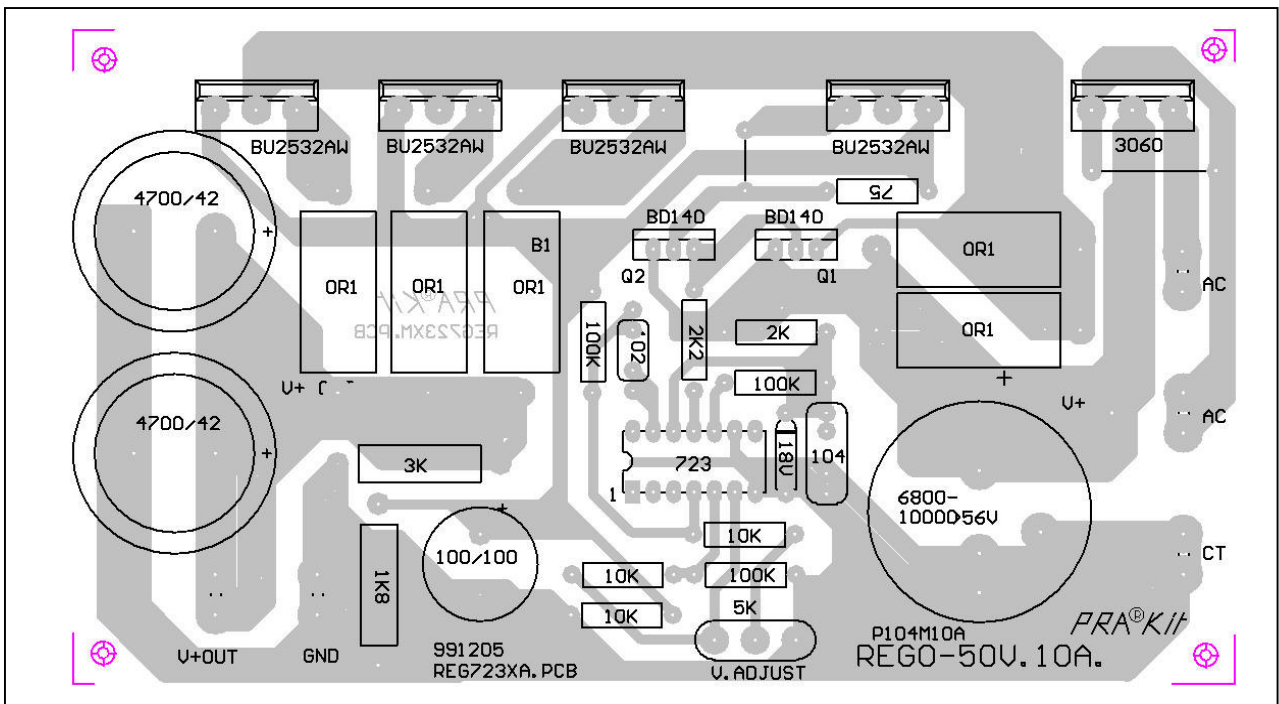 BU2532AW
BU2532AW
BU2532AW
BU2532AW
3060
4700/42
+
75
BD140
BD140
B1
Q2
Q1
OR1
OR1
OR1
OR1
AC
PRA®Kit
REG723XM.PCB
100K
102
2K2
2K
OR1
V+
100K
+
V+
4700/42
+
AC
3K
723
18V
104
1
6800-
10000>56V
+
100/100
10K
CT
1K8
10K
100K
10K
5K
PRA®Kit
P104M10A
V+OUT
GND
991205
REG723XA.PCB
V.ADJUST
REGO-50V.10A.